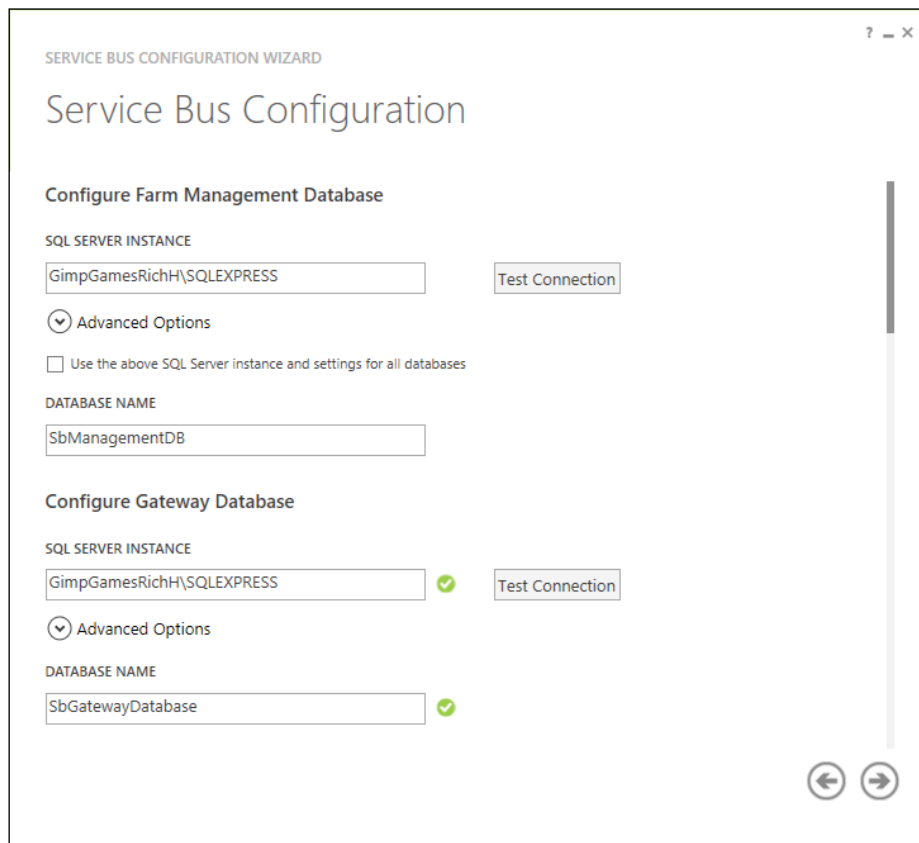 ? _ ×
SERVICE BUS CONFIGURATION WIZARD
Service Bus Configuration
Configure Farm Management Database
SQL SERVER INSTANCE
GimpGamesRichH\SQLEXPRESS
Test Connection
Advanced Options
Use the above SQL Server instance and settings for all databases
DATABASE NAME
SbManagementDB
Configure Gateway Database
SQL SERVER INSTANCE
GimpGamesRichH\SQLEXPRESS
Test Connection
Advanced Options
DATABASE NAME
SbGatewayDatabase